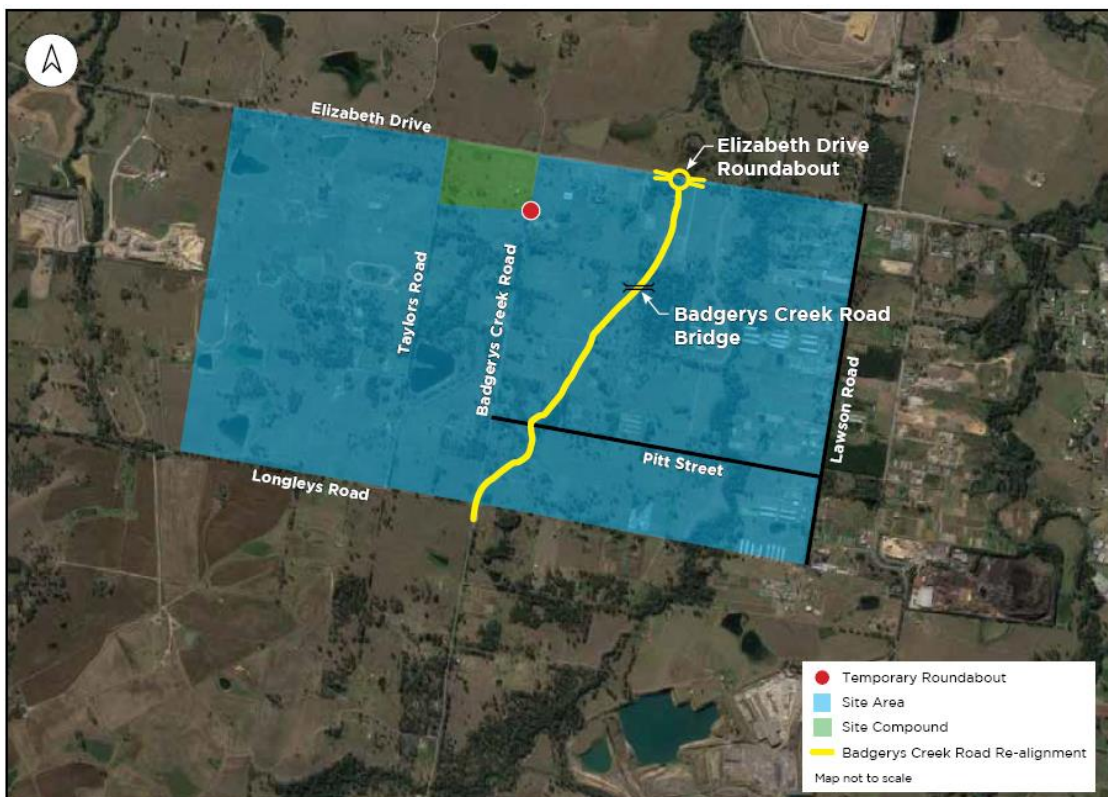 Elizabeth Drive
Elizabeth Drive
Roundabout
Taylors Road
Badgerys Creek Road
Badgerys Creek Road
Bridge
Lawson Road
Pitt Street
Longleys Road
Temporary Roundabout
Site Area
Site Compound
Badgerys Creek Road Re-alignment
Map not to scale